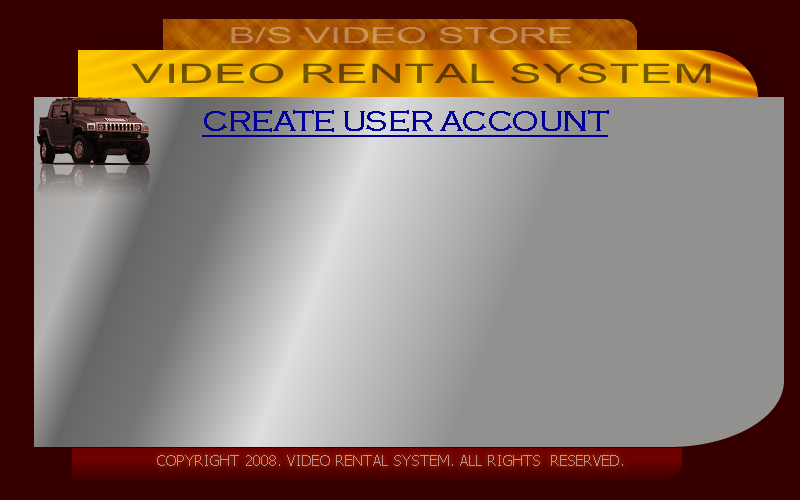 B/S VIDEO STORE
VIDEO RENTAL SYSTEM
CREATE USER ACCOUNT
COPYRIGHT 2008. VIDEO RENTAL SYSTEM. ALL RIGHTS  RESERVED.